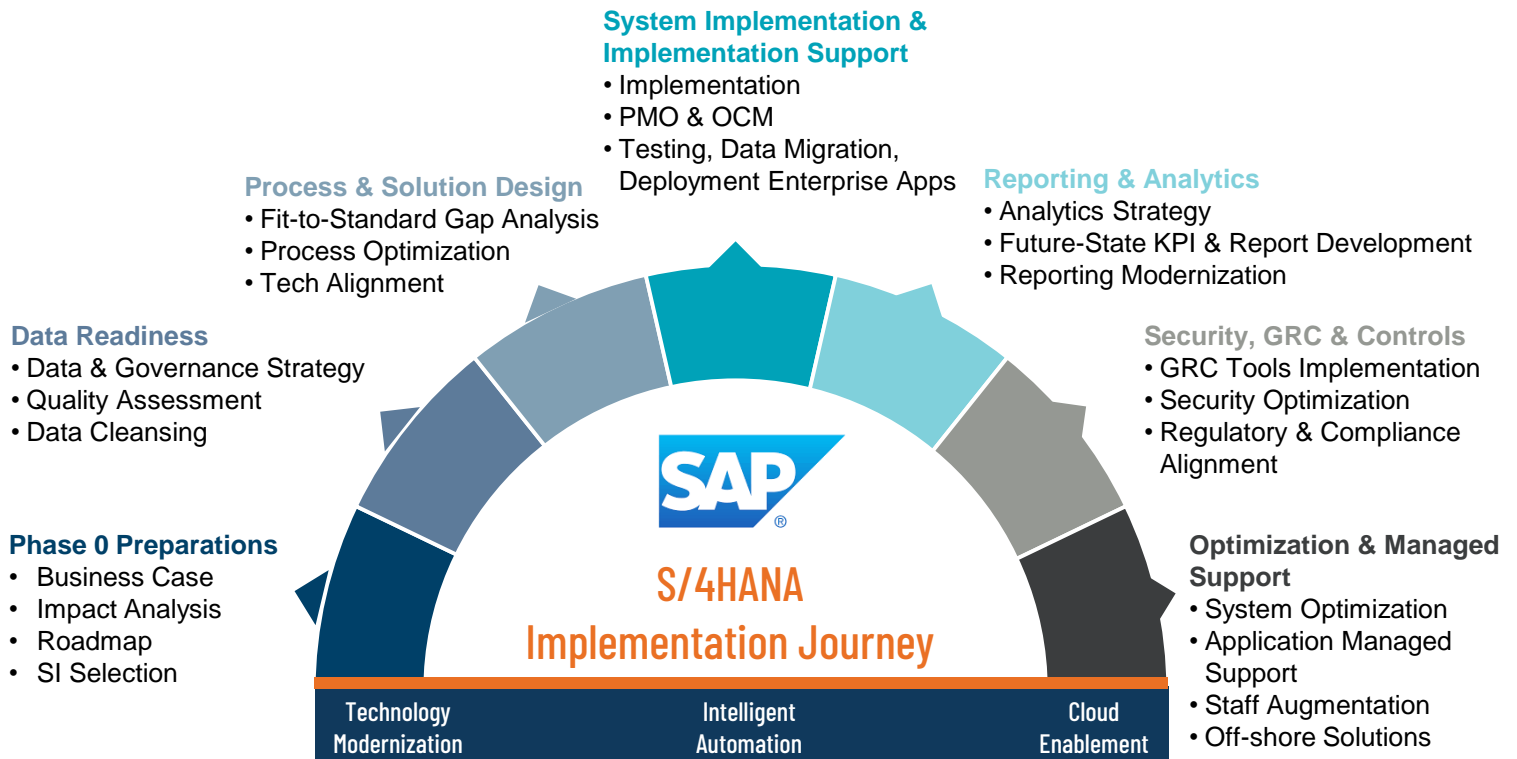 System Implementation &
Implementation Support
• Implementation
• PMO & OCM
• Testing, Data Migration,
Deployment Enterprise Apps
Process & Solution Design
• Fit-to-Standard Gap Analysis
• Process Optimization
• Tech Alignment
Reporting & Analytics
• Analytics Strategy
• Future-State KPI & Report Development
• Reporting Modernization
Data Readiness
• Data & Governance Strategy
• Quality Assessment
• Data Cleansing
Security, GRC & Controls
• GRC Tools Implementation
• Security Optimization
• Regulatory & Compliance
Alignment
Phase 0 Preparations
• Business Case
• Impact Analysis
• Roadmap
• SI Selection
SAP®
S/4HANA
Implementation Journey
Optimization & Managed
Support
• System Optimization
• Application Managed
Support
• Staff Augmentation
• Off-shore Solutions
Technology
Modernization
Intelligent
Automation
Cloud
Enablement